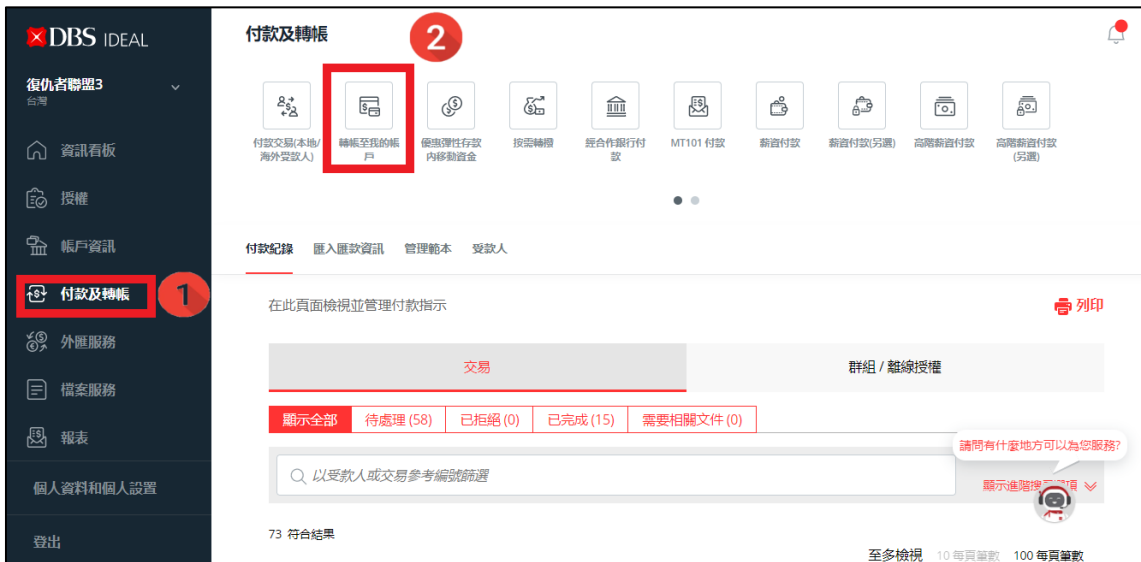 DBS IDEAL
復仇者聯盟3
台灣
資訊看板
授權
帳戶資訊
付款及轉帳
1
外匯服務
檔案服務
報表
個人資料和個人設置
登出
付款及轉帳
2
付款交易(本地/
海外受款人)
轉帳至我的帳
戶
優惠彈性存款
內移動資金
按需轉撥
經合作銀行付
款
MT101 付款
薪資付款
薪資付款(另選)
高階薪資付款
高階薪資付款
(另選)
付款紀錄 匯入匯款資訊 管理範本 受款人
在此頁面檢視並管理付款指示
列印
交易 群組 / 離線授權
顯示全部 待處理 (58) 已拒絕 (0) 已完成 (15) 需要相關文件 (0)
請問有什麼地方可以為您服務?
以受款人或交易參考編號篩選
顯示進階搜
項
73 符合結果
至多檢視 10 每頁筆數 100 每頁筆數